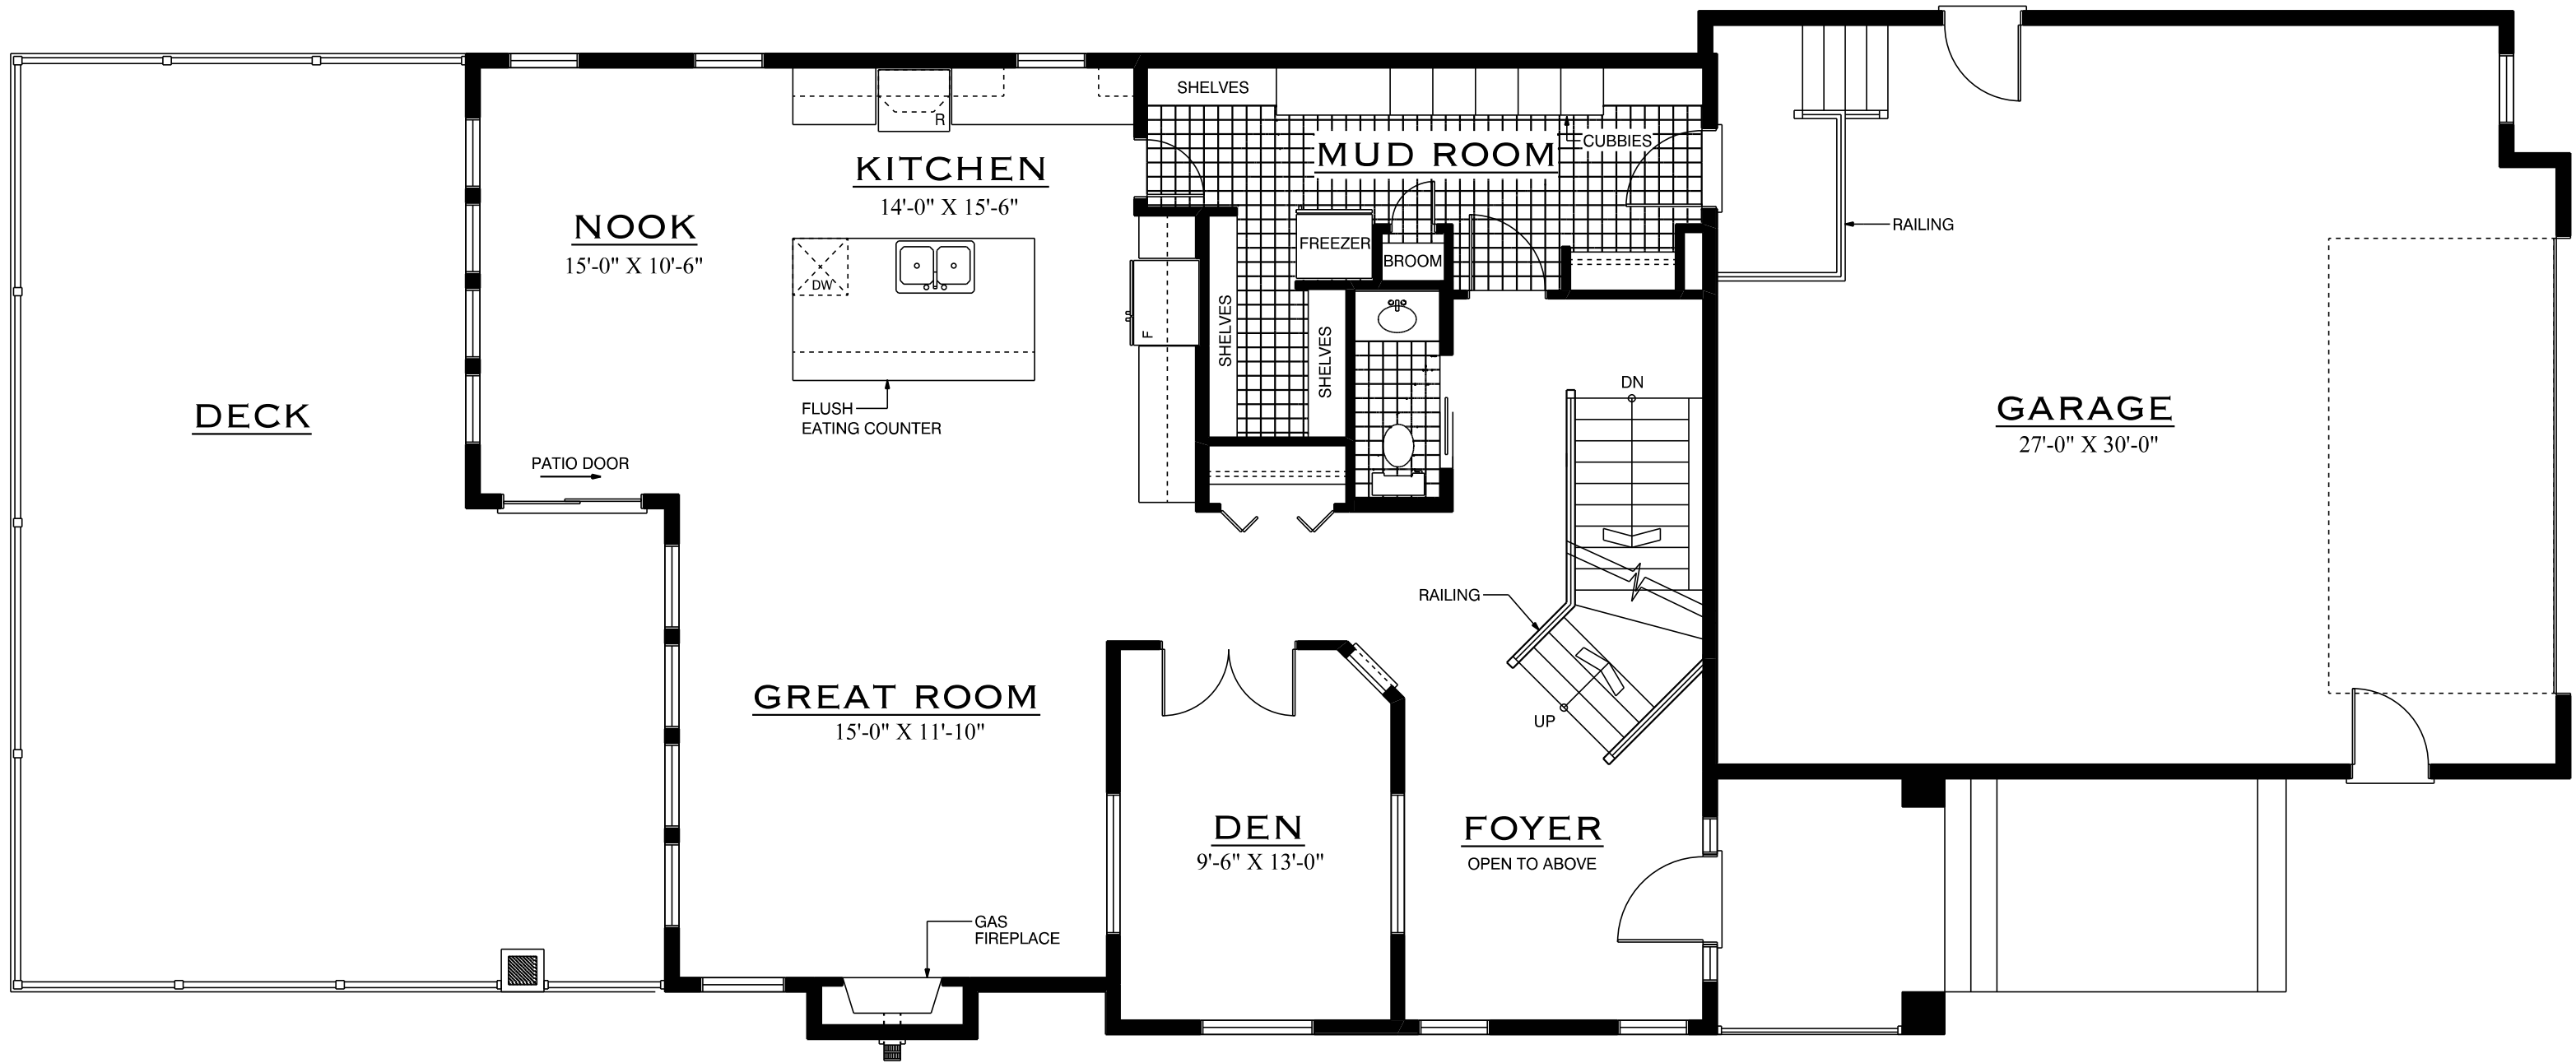 SHELVES
R
CUBBIES
MUD ROOM
KITCHEN
14'-0" X 15'-6"
NOOK
15'-0" X 10'-6"
RAILING
FREEZER
BROOM
DW
F
SHELVES
SHELVES
DN
DECK
FLUSH
EATING COUNTER
GARAGE
27'-0" X 30'-0"
PATIO DOOR
RAILING
GREAT ROOM
15'-0" X 11'-10"
UP
DEN
9'-6" X 13'-0"
FOYER
OPEN TO ABOVE
GAS
FIREPLACE